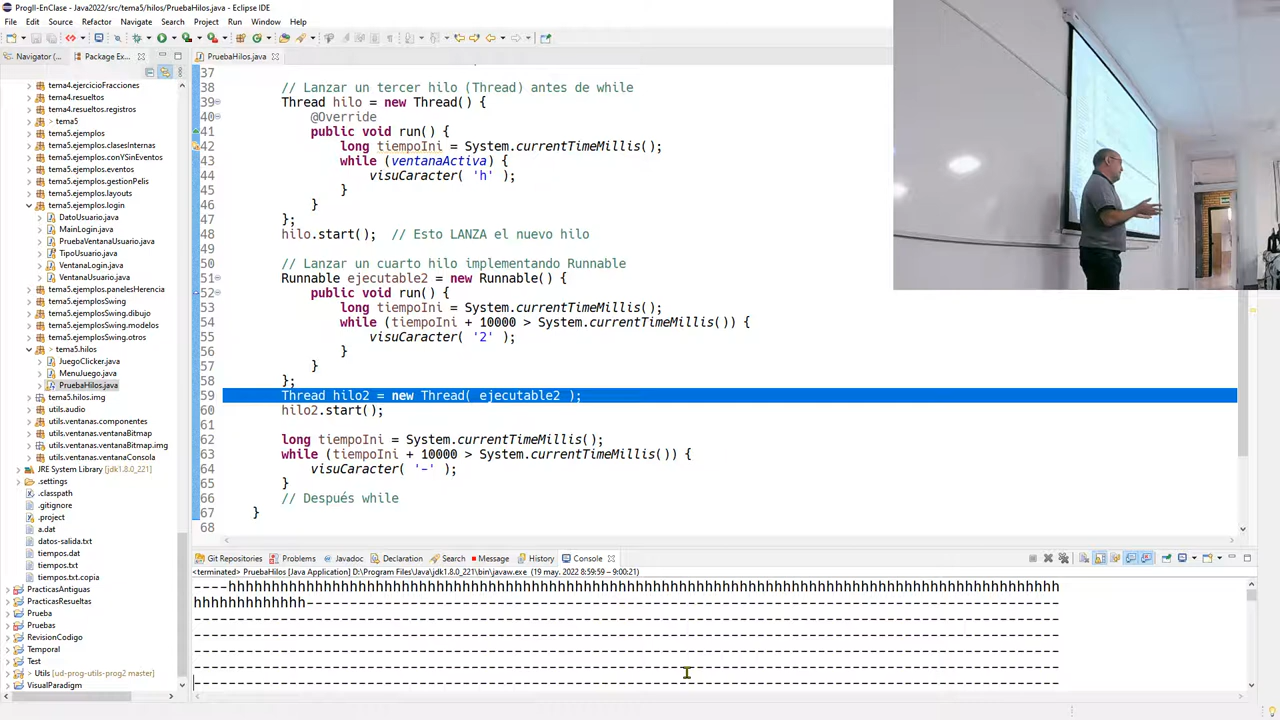 ProgII-EnClase - Java2022/src/tema5/hilos/PruebaHilos.java - Eclipse IDE
File Edit Source Refactor Navigate Search Project Run Window Help
Navigator (... Package Ex...
tema4.ejercicioFracciones
tema4.resueltos
tema4.resueltos.registros
> tema5
tema5.ejemplos
tema5.ejemplos.clasesInternas
tema5.ejemplos.conYSinEventos
tema5.ejemplos.eventos
tema5.ejemplos.gestionPelis
tema5.ejemplos.layouts
tema5.ejemplos.login
DatoUsuario.java
MainLogin.java
PruebaVentanaUsuario.java
TipoUsuario.java
VentanaLogin.java
VentanaUsuario.java
tema5.ejemplos.panelesHerencia
tema5.ejemplosSwing
tema5.ejemplosSwing.dibujo
tema5.ejemplosSwing.modelos
tema5.ejemplosSwing.otros
> tema5.hilos
JuegoClicker.java
MenuJuego.java
PruebaHilos.java
tema5.hilos.img
utils.audio
utils.ventanas.componentes
utils.ventanas.ventanaBitmap
utils.ventanas.ventanaBitmap.img
utils.ventanas.ventanaConsola
JRE System Library [jdk1.8.0_221]
.settings
.classpath
.gitignore
.project
a.dat
datos-salida.txt
tiempos.dat
tiempos.txt
tiempos.txt.copia
PracticasAntiguas
PracticasResueltas
Prueba
Pruebas
RevisionCodigo
Temporal
Test
> Utils [ud-prog-utils-prog2 master]
VisualParadigm
PruebaHilos.java
37
38 // Lanzar un tercer hilo (Thread) antes de while
39 Thread hilo = new Thread() {
40 @Override
41 public void run() {
42 long tiempoIni = System.currentTimeMillis();
43 while (ventanaActiva) {
44 visuCaracter( 'h' );
45 }
46 }
47 };
48 hilo.start(); // Esto LANZA el nuevo hilo
49
50 // Lanzar un cuarto hilo implementando Runnable
51 Runnable ejecutable2 = new Runnable() {
52 public void run() {
53 long tiempoIni = System.currentTimeMillis();
54 while (tiempoIni + 10000 > System.currentTimeMillis()) {
55 visuCaracter( '2' );
56 }
57 }
58 };
59 Thread hilo2 = new Thread( ejecutable2 );
60 hilo2.start();
61
62 long tiempoIni = System.currentTimeMillis();
63 while (tiempoIni + 10000 > System.currentTimeMillis()) {
64 visuCaracter( '-' );
65 }
66 // Después while
67 }
68
Git Repositories Problems Javadoc Declaration Search Message History Console
<terminated> PruebaHilos [Java Application] D:\Program Files\Java\jdk1.8.0_221\bin\javaw.exe (19 may. 2022 8:59:59 – 9:00:21)